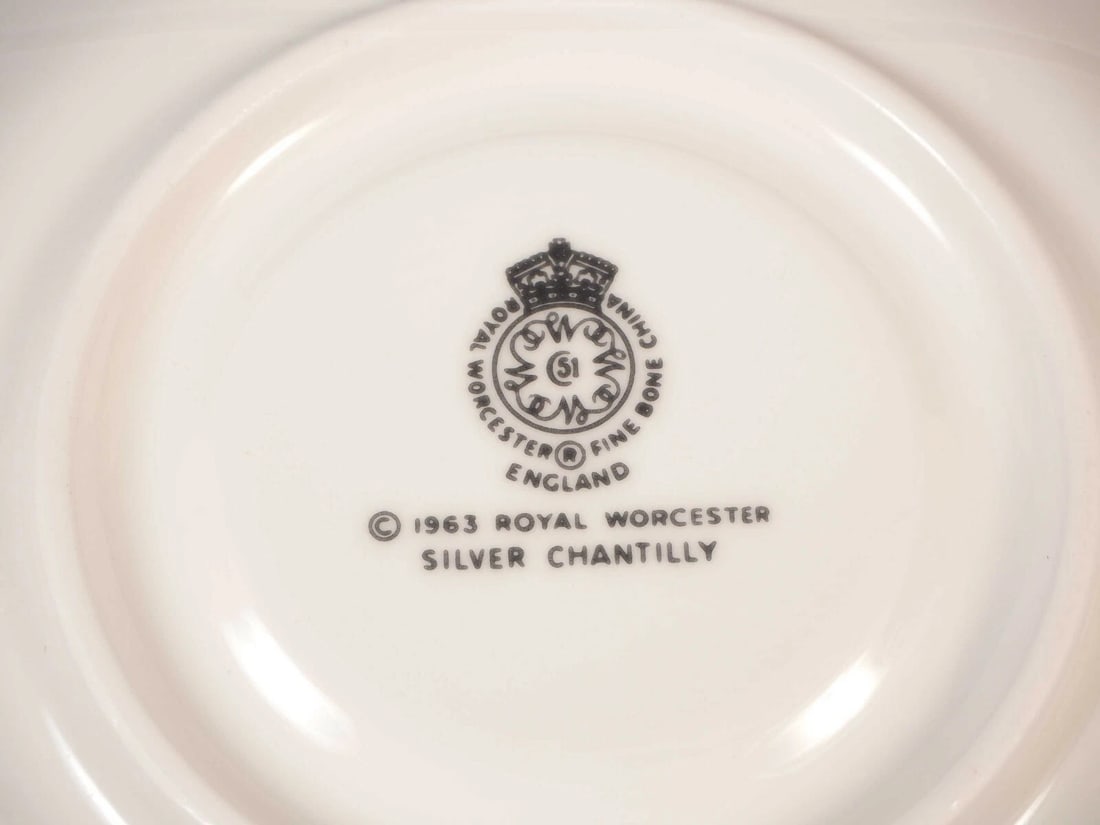 ROYAL WORCESTER ® FINE BONE CHINA
51
ENGLAND
© 1963 ROYAL WORCESTER
SILVER CHANTILLY